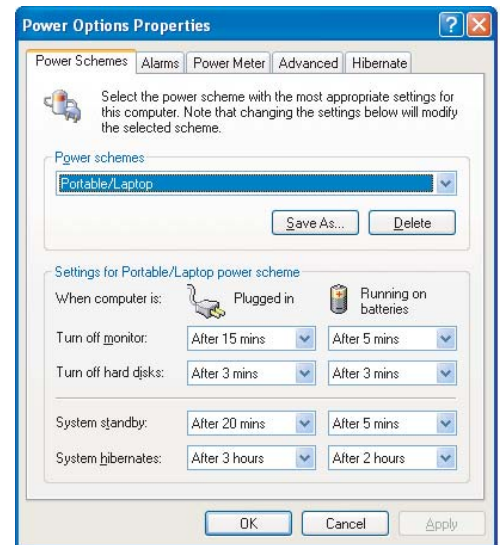 Power Options Properties
Power Schemes Alarms Power Meter Advanced Hibernate
Select the power scheme with the most appropriate settings for
this computer. Note that changing the settings below will modify
the selected scheme.
Power schemes
Portable/Laptop
Save As... Delete
Settings for Portable/Laptop power scheme
When computer is: Plugged in Running on
batteries
Turn off monitor: After 15 mins After 5 mins
Turn off hard disks: After 3 mins After 3 mins
System standby: After 20 mins After 5 mins
System hibernates: After 3 hours After 2 hours
OK Cancel Apply